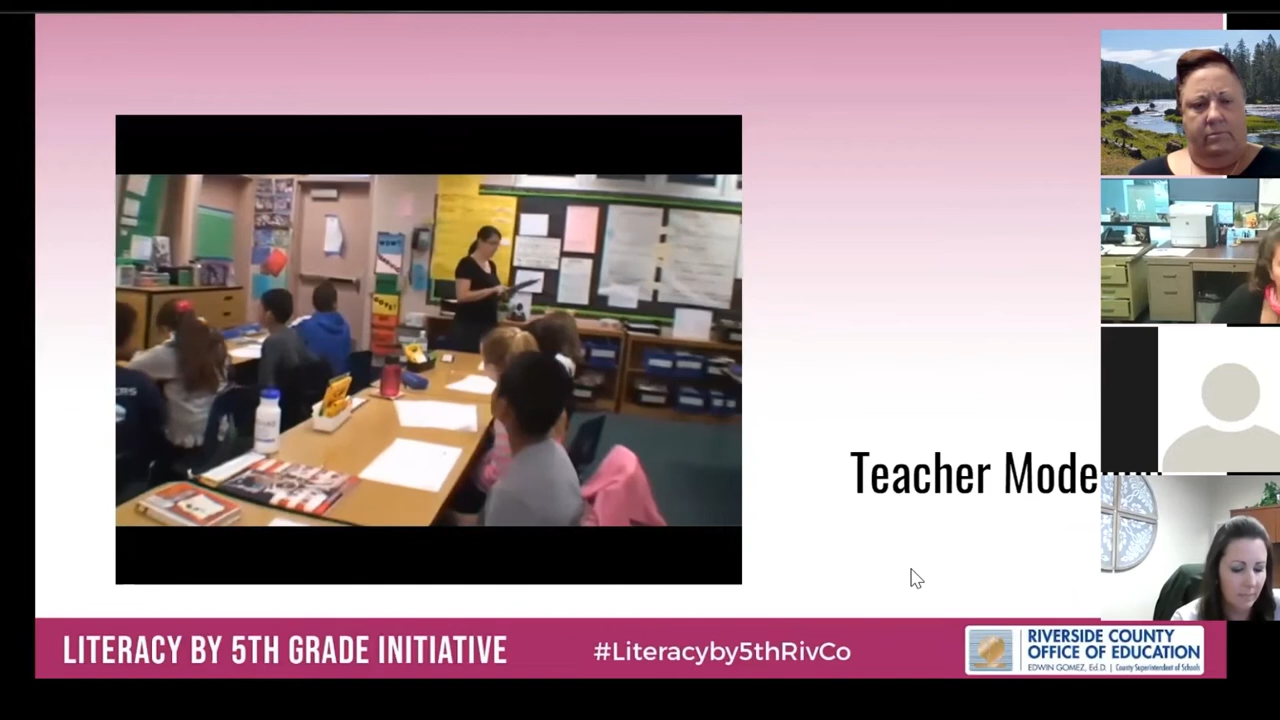 Teacher Mode
LITERACY BY 5TH GRADE INITIATIVE
#Literacyby5thRivCo
RIVERSIDE COUNTY
OFFICE OF EDUCATION
EDWIN GOMEZ, Ed.D. | County Superintendent of Schools